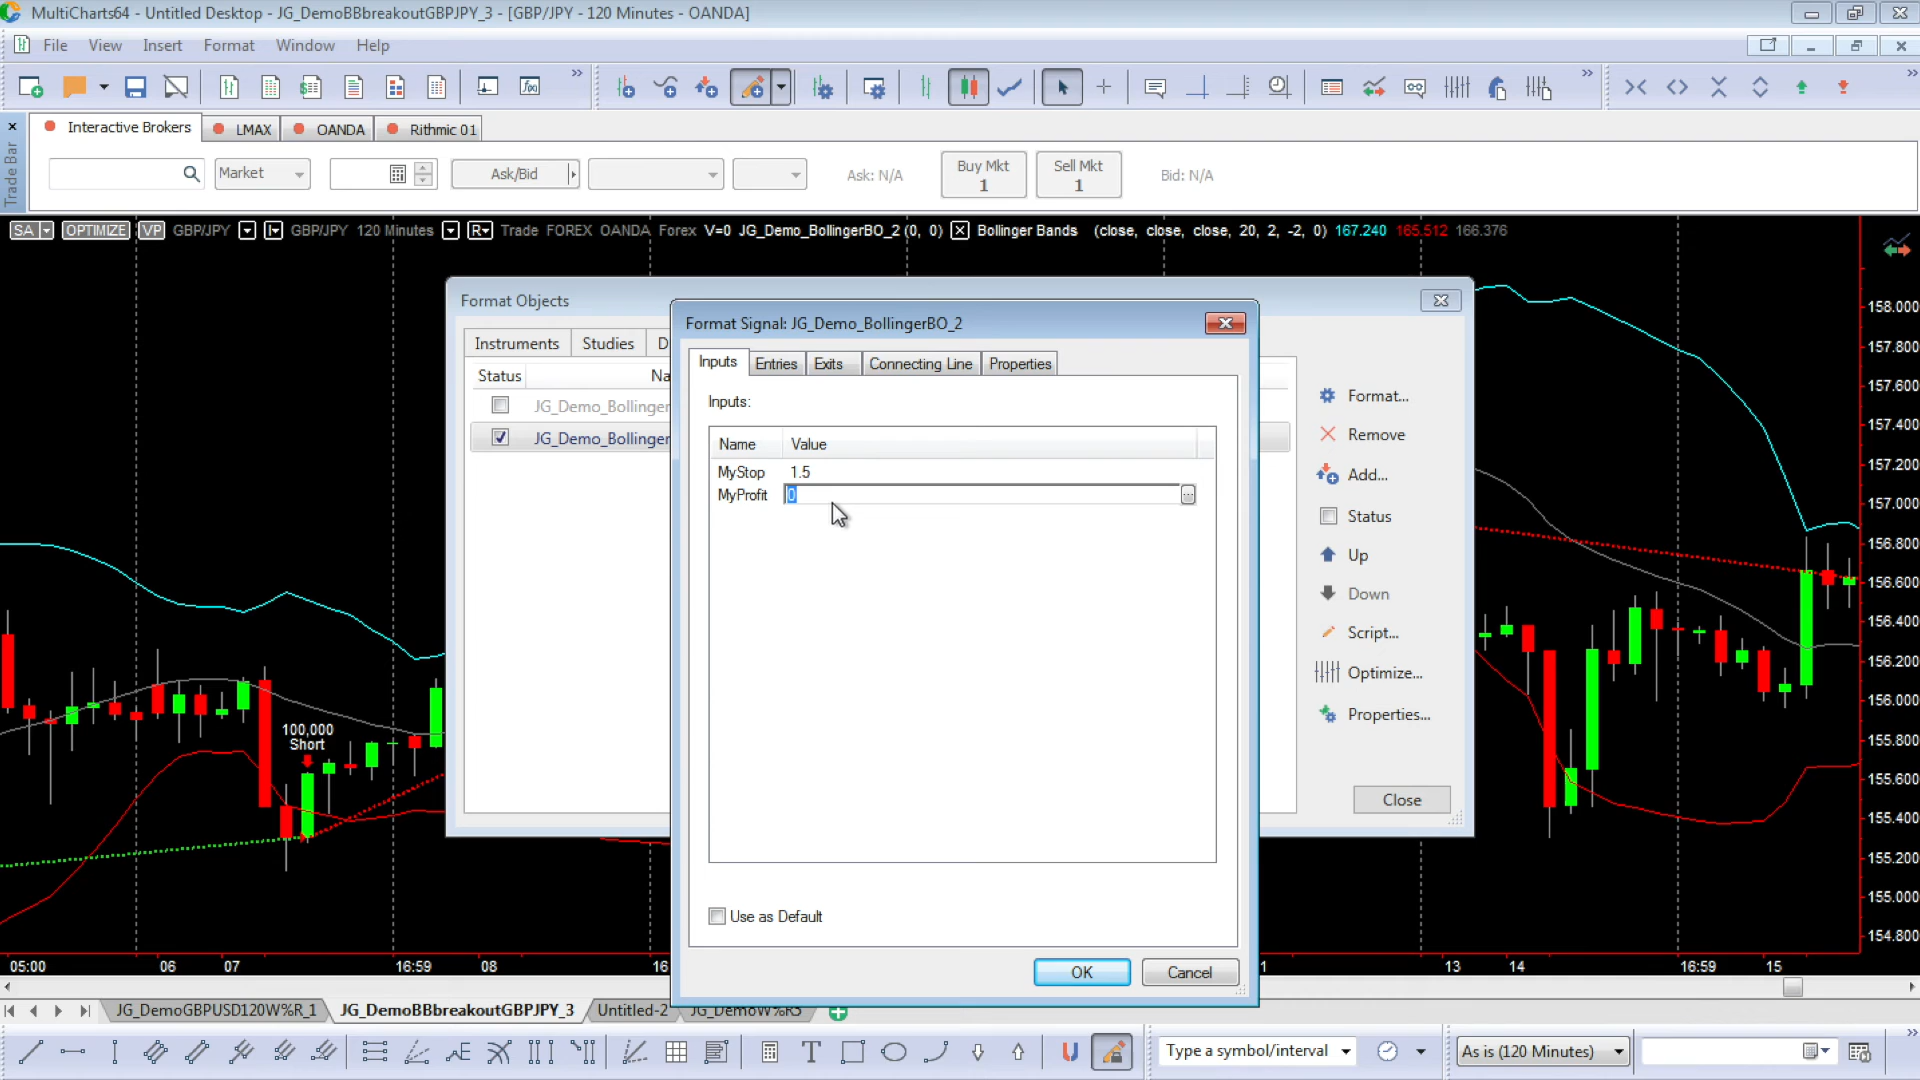 MultiCharts64 - Untitled Desktop - JG_DemoBBbreakoutGBPJPY_3 - [GBP/JPY - 120 Minutes - OANDA]
File View Insert Format Window Help
Trade Bar
Interactive Brokers LMAX OANDA Rithmic 01
Market Ask/Bid Ask: N/A Buy Mkt 1 Sell Mkt 1 Bid: N/A
SA OPTIMIZE VP GBP/JPY I GBP/JPY 120 Minutes R Trade FOREX OANDA Forex V=0 JG_Demo_BollingerBO_2 (0, 0) Bollinger Bands (close, close, close, 20, 2, -2, 0) 167.240 165.512 166.376
Format Objects
Instruments Studies D
Status Na
JG_Demo_Bollinger
JG_Demo_Bollinger
Format...
Remove
Add...
Status
Up
Down
Script...
Optimize...
Properties...
Close
Format Signal: JG_Demo_BollingerBO_2
Inputs Entries Exits Connecting Line Properties
Inputs:
Name Value
MyStop 1.5
MyProfit 0
Use as Default
OK Cancel
100,000
Short
158.000
157.800
157.600
157.400
157.200
157.000
156.800
156.600
156.400
156.200
156.000
155.800
155.600
155.400
155.200
155.000
154.800
05:00 06 07 16:59 08 16 1 13 14 16:59 15
JG_DemoGBPUSD120W%R_1 JG_DemoBBbreakoutGBPJPY_3 Untitled-2 JG_DemoW%R5
Type a symbol/interval As is (120 Minutes)